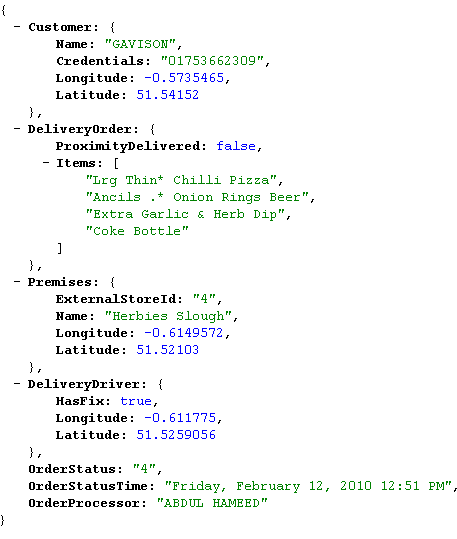 {
- Customer: {
Name: "GAVISON",
Credentials: "01753662309",
Longitude: -0.5735465,
Latitude: 51.54152
},
- DeliveryOrder: {
ProximityDelivered: false,
- Items: [
"Lrg Thin* Chilli Pizza",
"Ancils .* Onion Rings Beer",
"Extra Garlic & Herb Dip",
"Coke Bottle"
]
},
- Premises: {
ExternalStoreId: "4",
Name: "Herbies Slough",
Longitude: -0.6149572,
Latitude: 51.52103
},
- DeliveryDriver: {
HasFix: true,
Longitude: -0.611775,
Latitude: 51.5259056
},
OrderStatus: "4",
OrderStatusTime: "Friday, February 12, 2010 12:51 PM",
OrderProcessor: "ABDUL HAMEED"
}